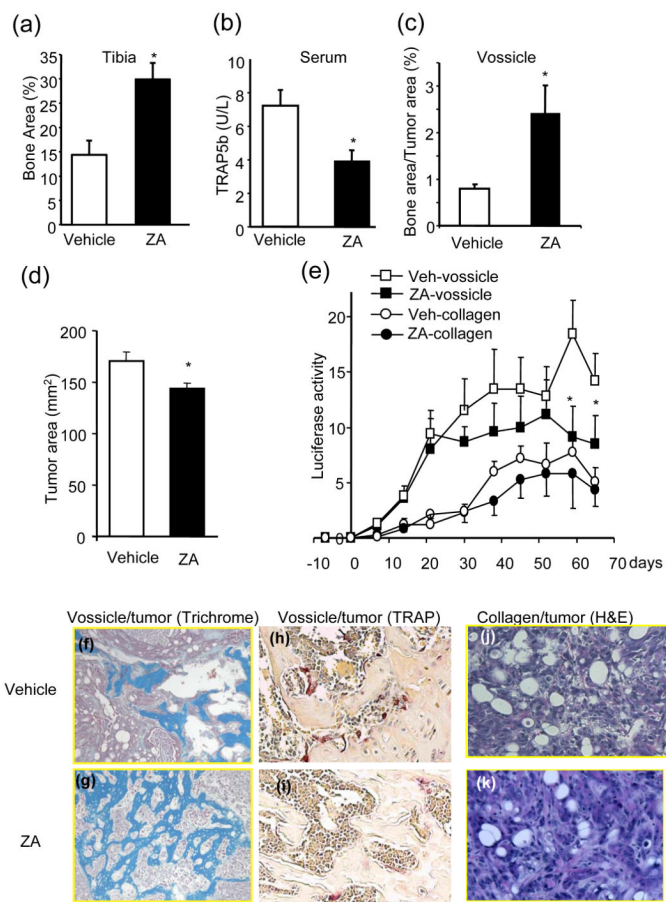 (a)
Tibia
Bone Area (%)
35
30
25
20
15
10
5
0
*
Vehicle
ZA
(b)
Serum
TRAP5b (U/L)
10
8
6
4
2
0
*
Vehicle
ZA
(c)
Vossicle
Bone area/Tumor area (%)
3
2
1
0
*
Vehicle
ZA
(d)
Tumor area (mm²)
200
150
100
50
0
*
Vehicle
ZA
(e)
Veh-vossicle
ZA-vossicle
Veh-collagen
ZA-collagen
Luciferase activity
20
15
10
5
0
* *
-10 0 10 20 30 40 50 60 70 days
Vossicle/tumor (Trichrome)
Vossicle/tumor (TRAP)
Collagen/tumor (H&E)
Vehicle
(f)
(h)
(j)
ZA
(g)
(i)
(k)